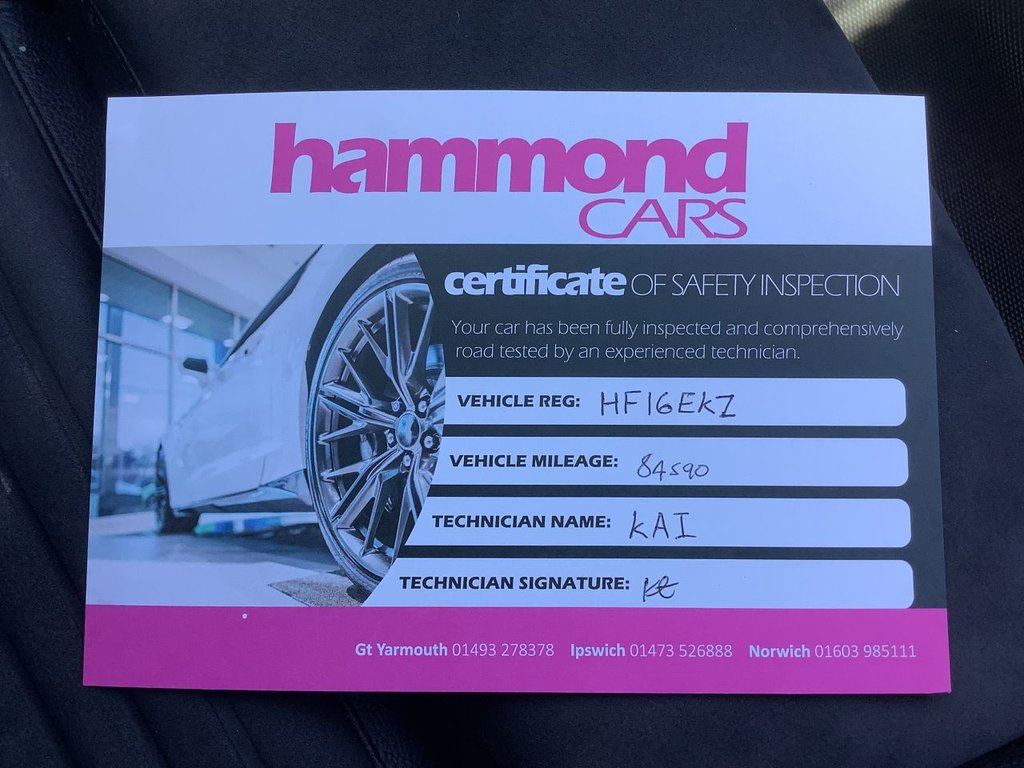 hammond
CARS
certificate OF SAFETY INSPECTION
Your car has been fully inspected and comprehensively
road tested by an experienced technician.
VEHICLE REG: HF16EKZ
VEHICLE MILEAGE: 84590
TECHNICIAN NAME: KAI
TECHNICIAN SIGNATURE:
Gt Yarmouth 01493 278378 Ipswich 01473 526888 Norwich 01603 985111